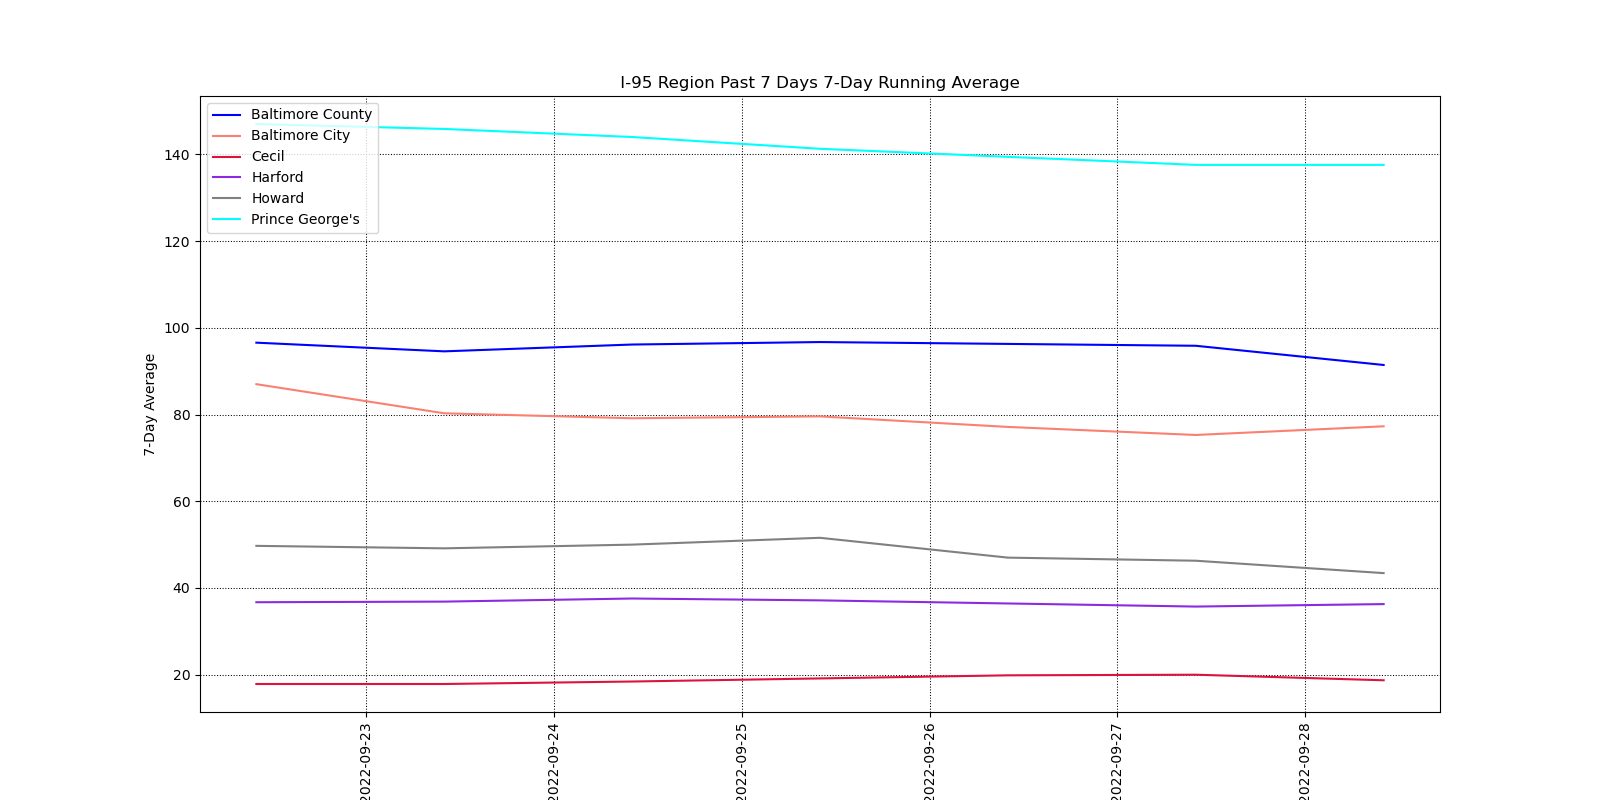 I-95 Region Past 7 Days 7-Day Running Average
Baltimore County
Baltimore City
Cecil
Harford
Howard
Prince George's
7-Day Average
140
120
100
80
60
40
20
2022-09-23
2022-09-24
2022-09-25
2022-09-26
2022-09-27
2022-09-28